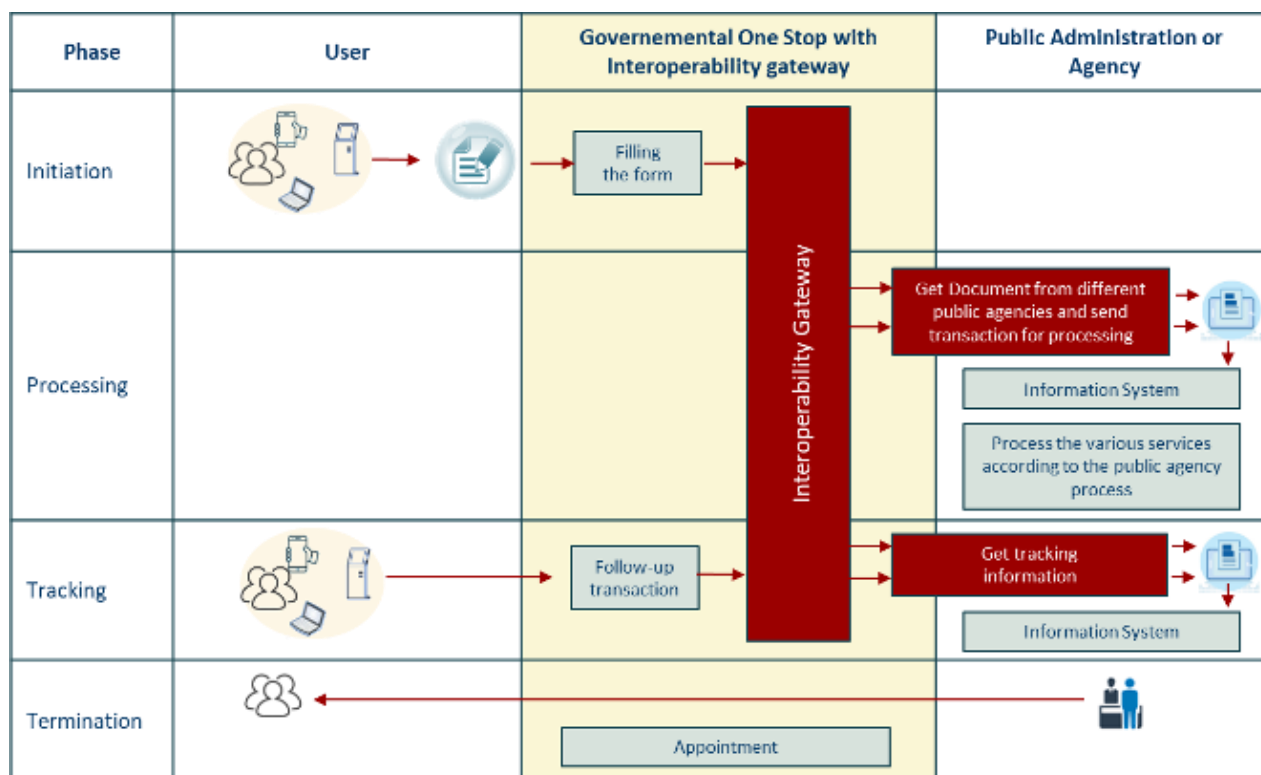 Phase
User
Governemental One Stop with
Interoperability gateway
Public Administration or
Agency
Initiation
Filling
the form
Interoperability Gateway
Processing
Get Document from different
public agencies and send
transaction for processing
Information System
Process the various services
according to the public agency
process
Tracking
Follow-up
transaction
Get tracking
information
Information System
Termination
Appointment